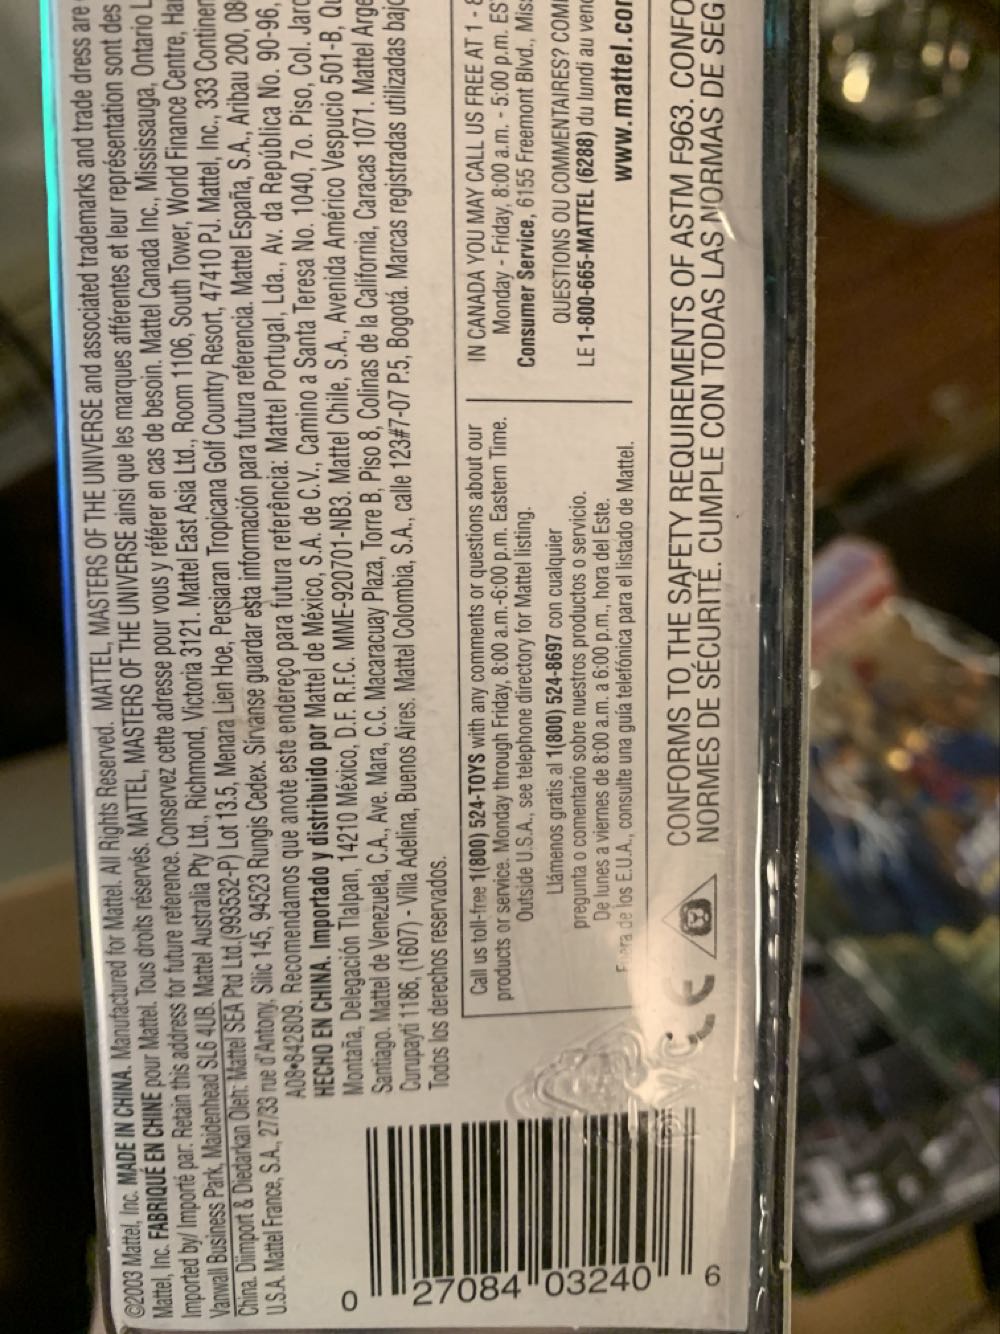 ©2003 Mattel, Inc. MADE IN CHINA. Manufactured for Mattel. All Rights Reserved. MATTEL, MASTERS OF THE UNIVERSE and associated trademarks and trade dress are
Mattel, Inc. FABRIQUÉ EN CHINE pour Mattel. Tous droits réservés. MATTEL, MASTERS OF THE UNIVERSE ainsi que les marques afférentes et leur représentation sont des
Imported by/ Importé par: Retain this address for future reference. Conservez cette adresse pour vous y référer en cas de besoin. Mattel Canada Inc., Mississauga, Ontario L
Vanwall Business Park, Maidenhead SL6 4UB. Mattel Australia Pty Ltd., Richmond, Victoria 3121. Mattel East Asia Ltd., Room 1106, South Tower, World Finance Centre, Har
China. Diimport & Diedarkan Oleh: Mattel SEA Ptd Ltd.(993532-P) Lot 13.5, Menara Lien Hoe, Persiaran Tropicana Golf Country Resort, 47410 PJ. Mattel, Inc., 333 Continen
U.S.A. Mattel France, S.A., 27/33 rue d'Antony, Silic 145, 94523 Rungis Cedex. Sírvanse guardar esta información para futura referencia. Mattel España, S.A., Aribau 200, 08
A08-842809. Recomendamos que anote este endereço para futura referência: Mattel Portugal, Lda., Av. da República No. 90-96,
HECHO EN CHINA. Importado y distribuido por Mattel de México, S.A. de C.V., Camino a Santa Teresa No. 1040, 7o. Piso, Col. Jard
Montaña, Delegación Tlalpan, 14210 México, D.F. R.F.C. MME-920701-NB3. Mattel Chile, S.A., Avenida Américo Vespucio 501-B, Qu
Santiago. Mattel de Venezuela, C.A., Ave. Mara, C.C. Macaracuay Plaza, Torre B, Piso 8, Colinas de la California, Caracas 1071. Mattel Arge
Curupaytí 1186, (1607) - Villa Adelina, Buenos Aires. Mattel Colombia, S.A., calle 123#7-07 P.5, Bogotá. Marcas registradas utilizadas bajo
Todos los derechos reservados.
Call us toll-free 1(800) 524-TOYS with any comments or questions about our
products or service. Monday through Friday, 8:00 a.m.-6:00 p.m. Eastern Time.
Outside U.S.A., see telephone directory for Mattel listing.
Llámenos gratis al 1(800) 524-8697 con cualquier
pregunta o comentario sobre nuestros productos o servicio.
De lunes a viernes de 8:00 a.m. a 6:00 p.m., hora del Este.
Fuera de los E.U.A., consulte una guía telefónica para el listado de Mattel.
IN CANADA YOU MAY CALL US FREE AT 1 - 8
Monday - Friday, 8:00 a.m. - 5:00 p.m. ES
Consumer Service, 6155 Freemont Blvd., Miss
QUESTIONS OU COMMENTAIRES? COM
LE 1-800-665-MATTEL (6288) du lundi au vend
www.mattel.com
CE
CONFORMS TO THE SAFETY REQUIREMENTS OF ASTM F963. CONFO
NORMES DE SÉCURITÉ. CUMPLE CON TODAS LAS NORMAS DE SEG
0 27084 03240 6